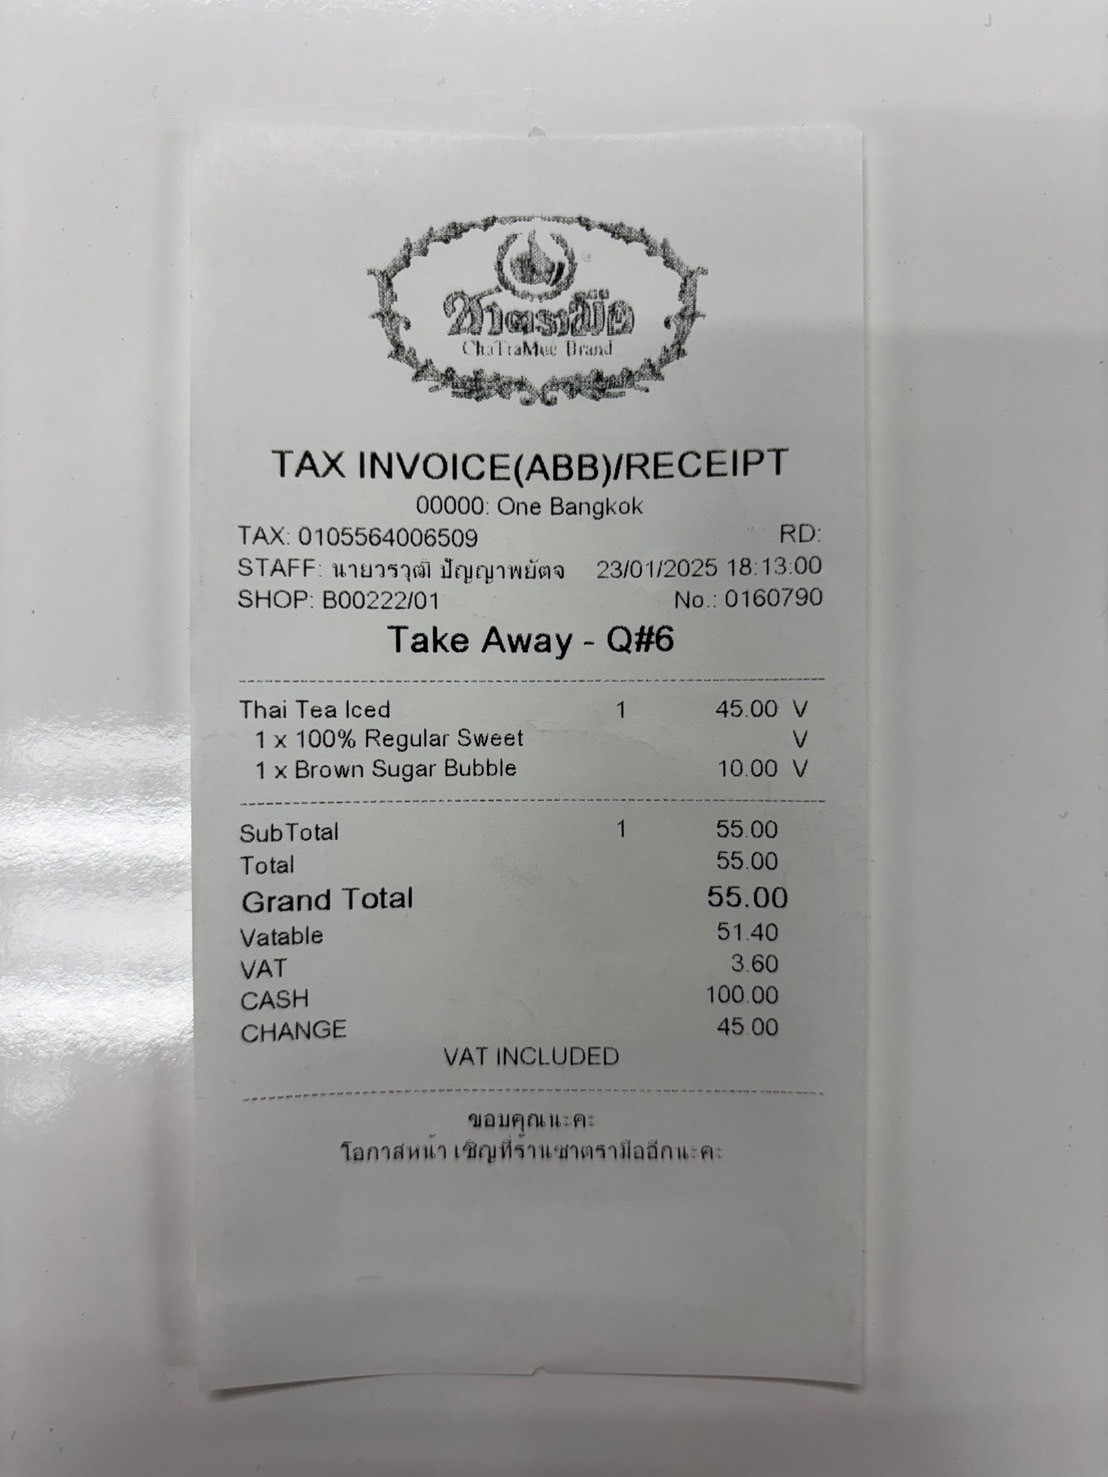 ชาตรามือ
ChaTraMue Brand
TAX INVOICE(ABB)/RECEIPT
00000: One Bangkok
TAX: 0105564006509 RD:
STAFF: นายวรวุฒิ ปัญญาพยัตจ 23/01/2025 18:13:00
SHOP: B00222/01 No.: 0160790
Take Away - Q#6
Thai Tea Iced 1 45.00 V
1 x 100% Regular Sweet V
1 x Brown Sugar Bubble 10.00 V
SubTotal 1 55.00
Total 55.00
Grand Total 55.00
Vatable 51.40
VAT 3.60
CASH 100.00
CHANGE 45.00
VAT INCLUDED
ขอบคุณนะคะ
โอกาสหน้า เชิญที่ร้านชาตรามืออีกนะคะ